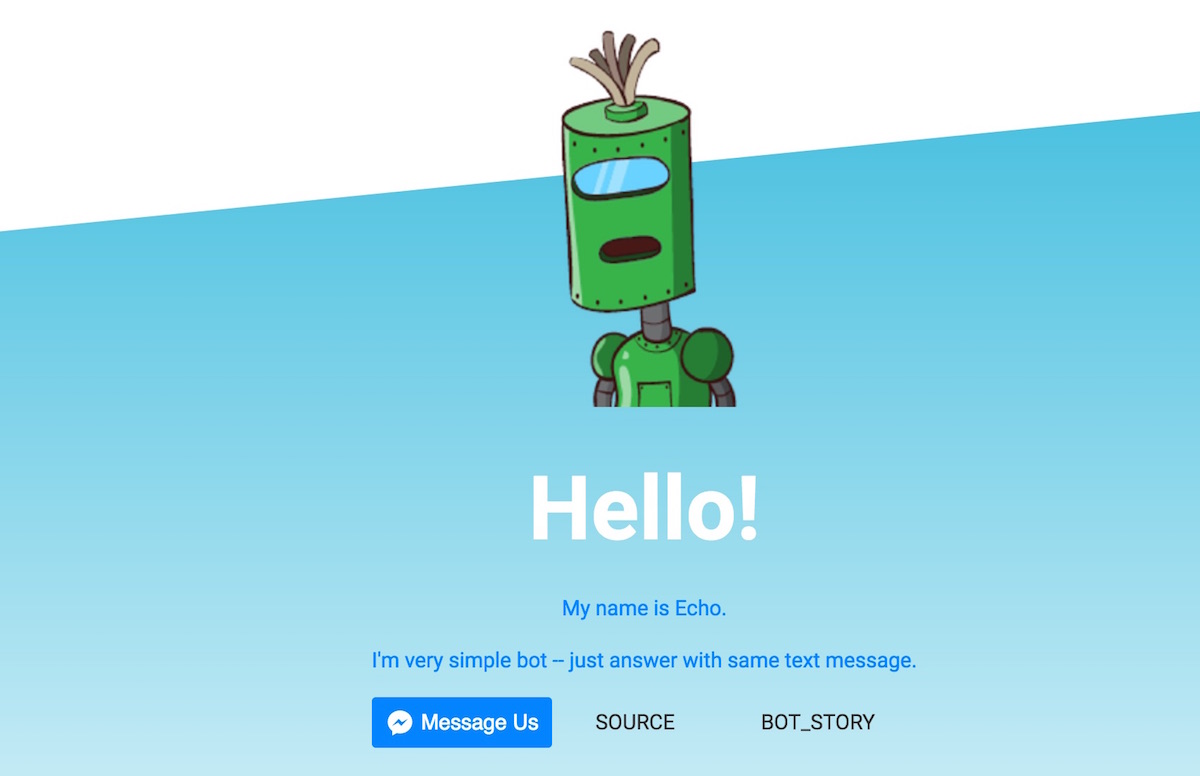 Hello!
My name is Echo.
I'm very simple bot -- just answer with same text message.
Message Us
SOURCE
BOT_STORY